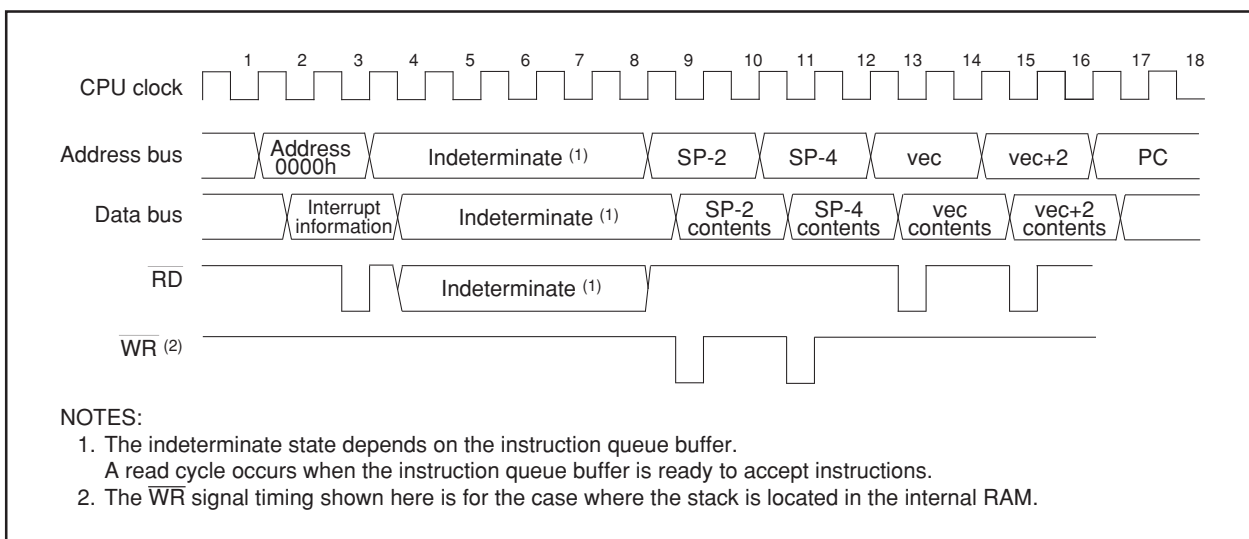 1 2 3 4 5 6 7 8 9 10 11 12 13 14 15 16 17 18
CPU clock
Address bus
Address
0000h
Indeterminate (1)
SP-2
SP-4
vec
vec+2
PC
Data bus
Interrupt
information
Indeterminate (1)
SP-2
contents
SP-4
contents
vec
contents
vec+2
contents
RD
Indeterminate (1)
WR (2)
NOTES:
1. The indeterminate state depends on the instruction queue buffer.
A read cycle occurs when the instruction queue buffer is ready to accept instructions.
2. The WR signal timing shown here is for the case where the stack is located in the internal RAM.